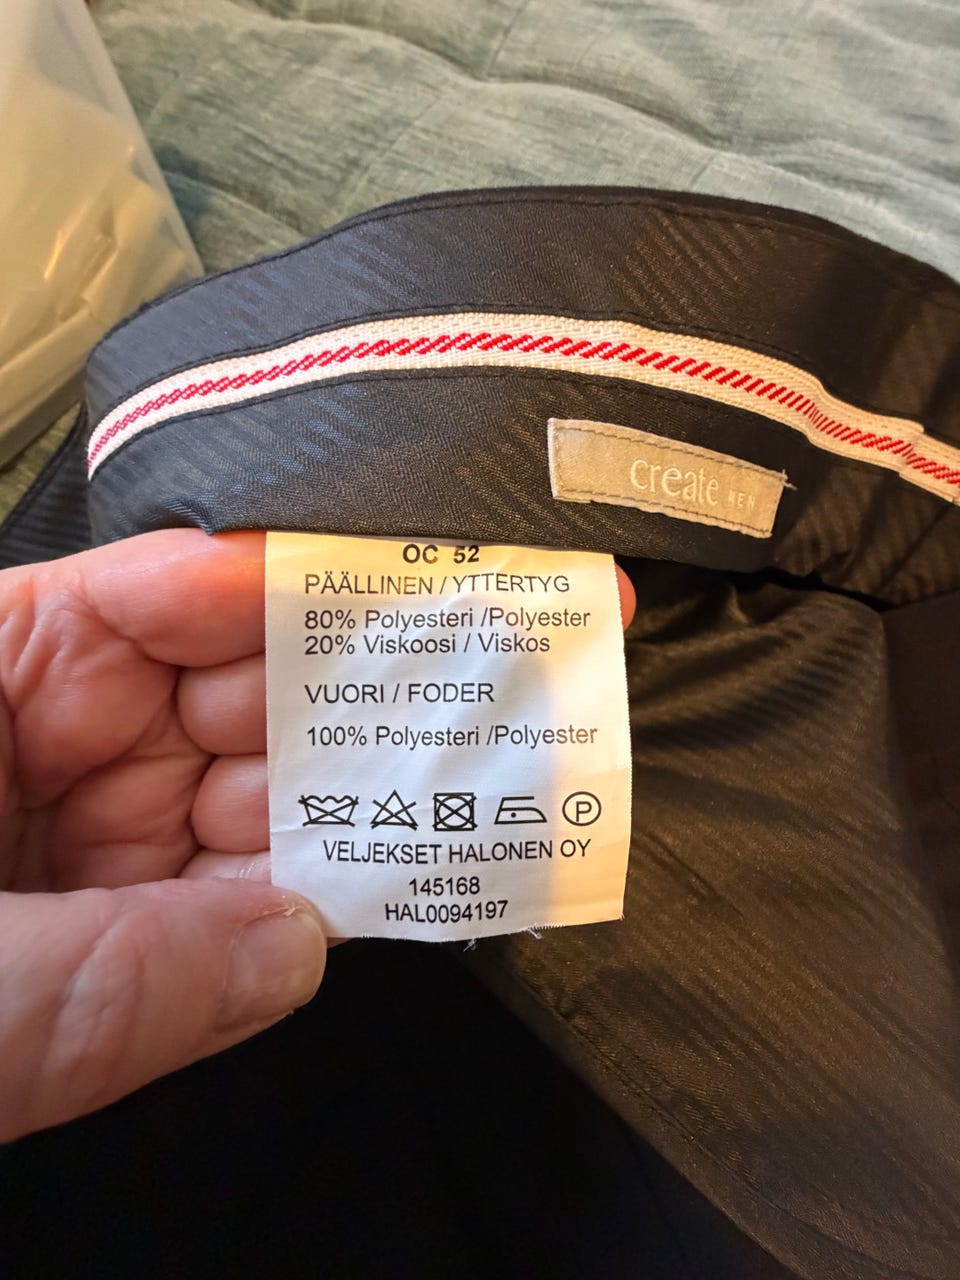 create MEN
OC 52
PÄÄLLINEN / YTTERTYG
80% Polyesteri /Polyester
20% Viskoosi / Viskos
VUORI / FODER
100% Polyesteri /Polyester
P
VELJEKSET HALONEN OY
145168
HAL0094197